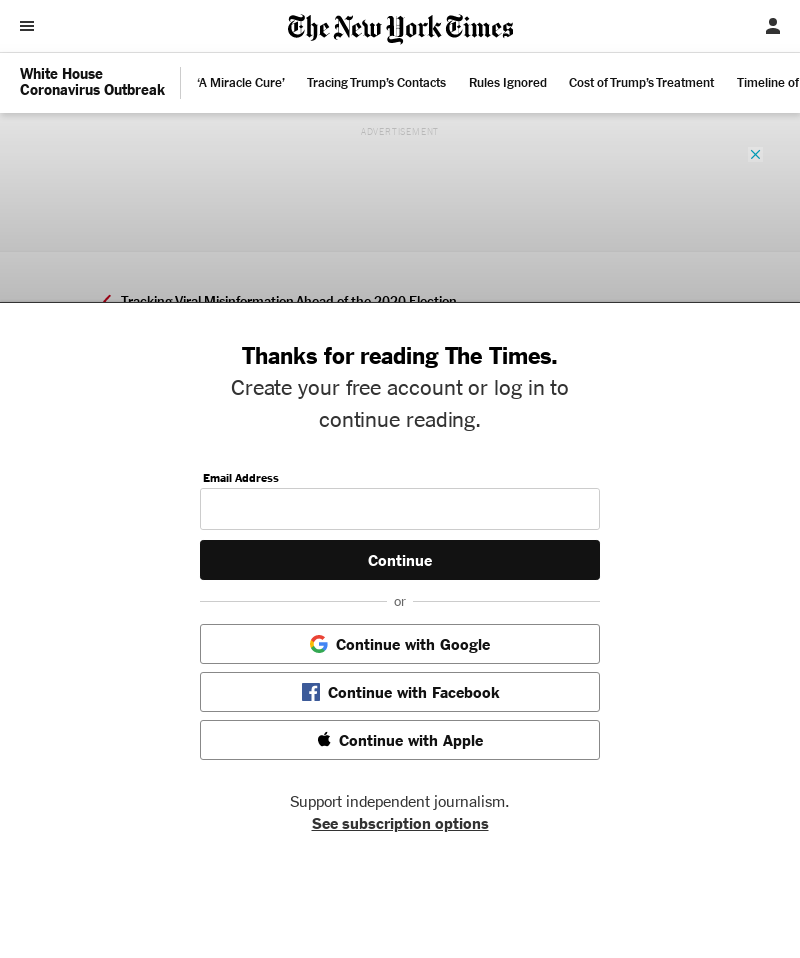 The New York Times
White House
Coronavirus Outbreak
‘A Miracle Cure’
Tracing Trump’s Contacts
Rules Ignored
Cost of Trump’s Treatment
Timeline of
ADVERTISEMENT
Tracking Viral Misinformation Ahead of the 2020 Election
Thanks for reading The Times.
Create your free account or log in to
continue reading.
Email Address
Continue
or
Continue with Google
Continue with Facebook
Continue with Apple
Support independent journalism.
See subscription options